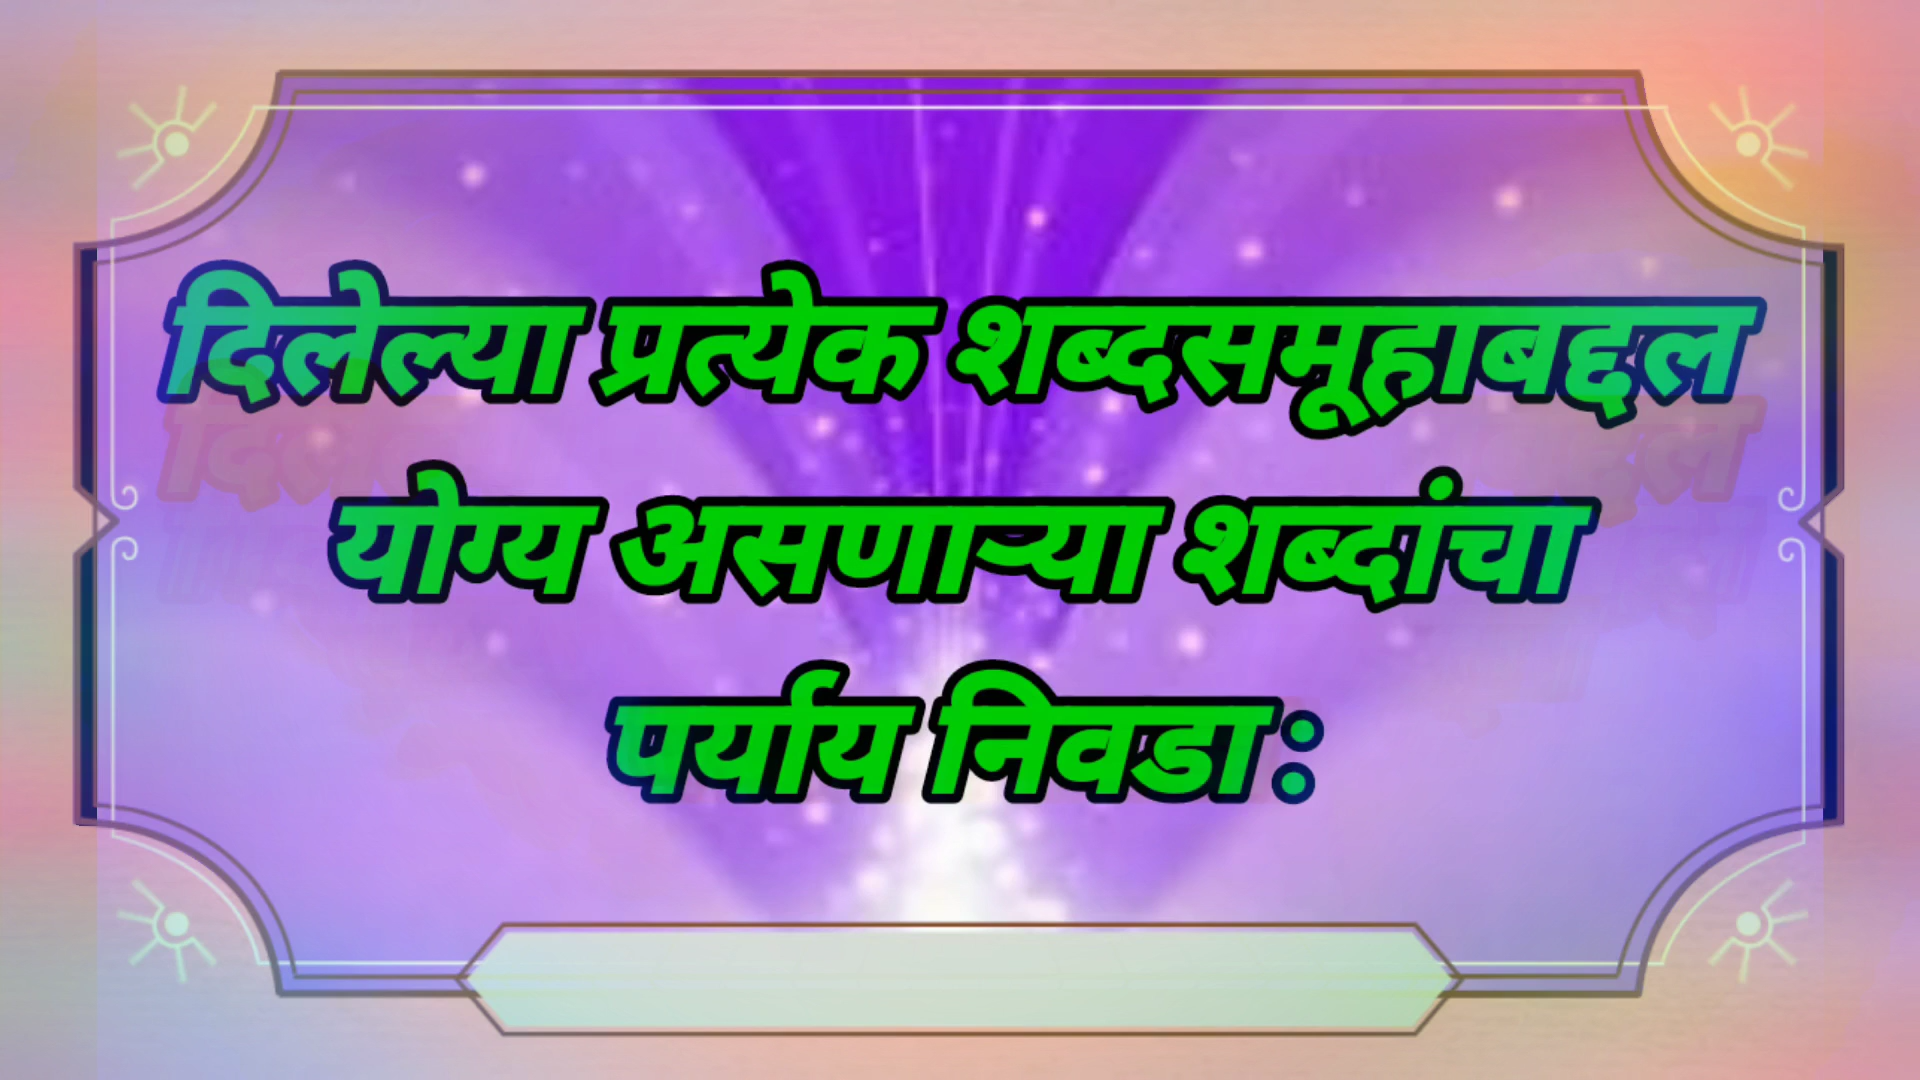 दिलेल्या प्रत्येक शब्दसमूहाबद्दल
योग्य असणाऱ्या शब्दांचा
पर्याय निवडा: